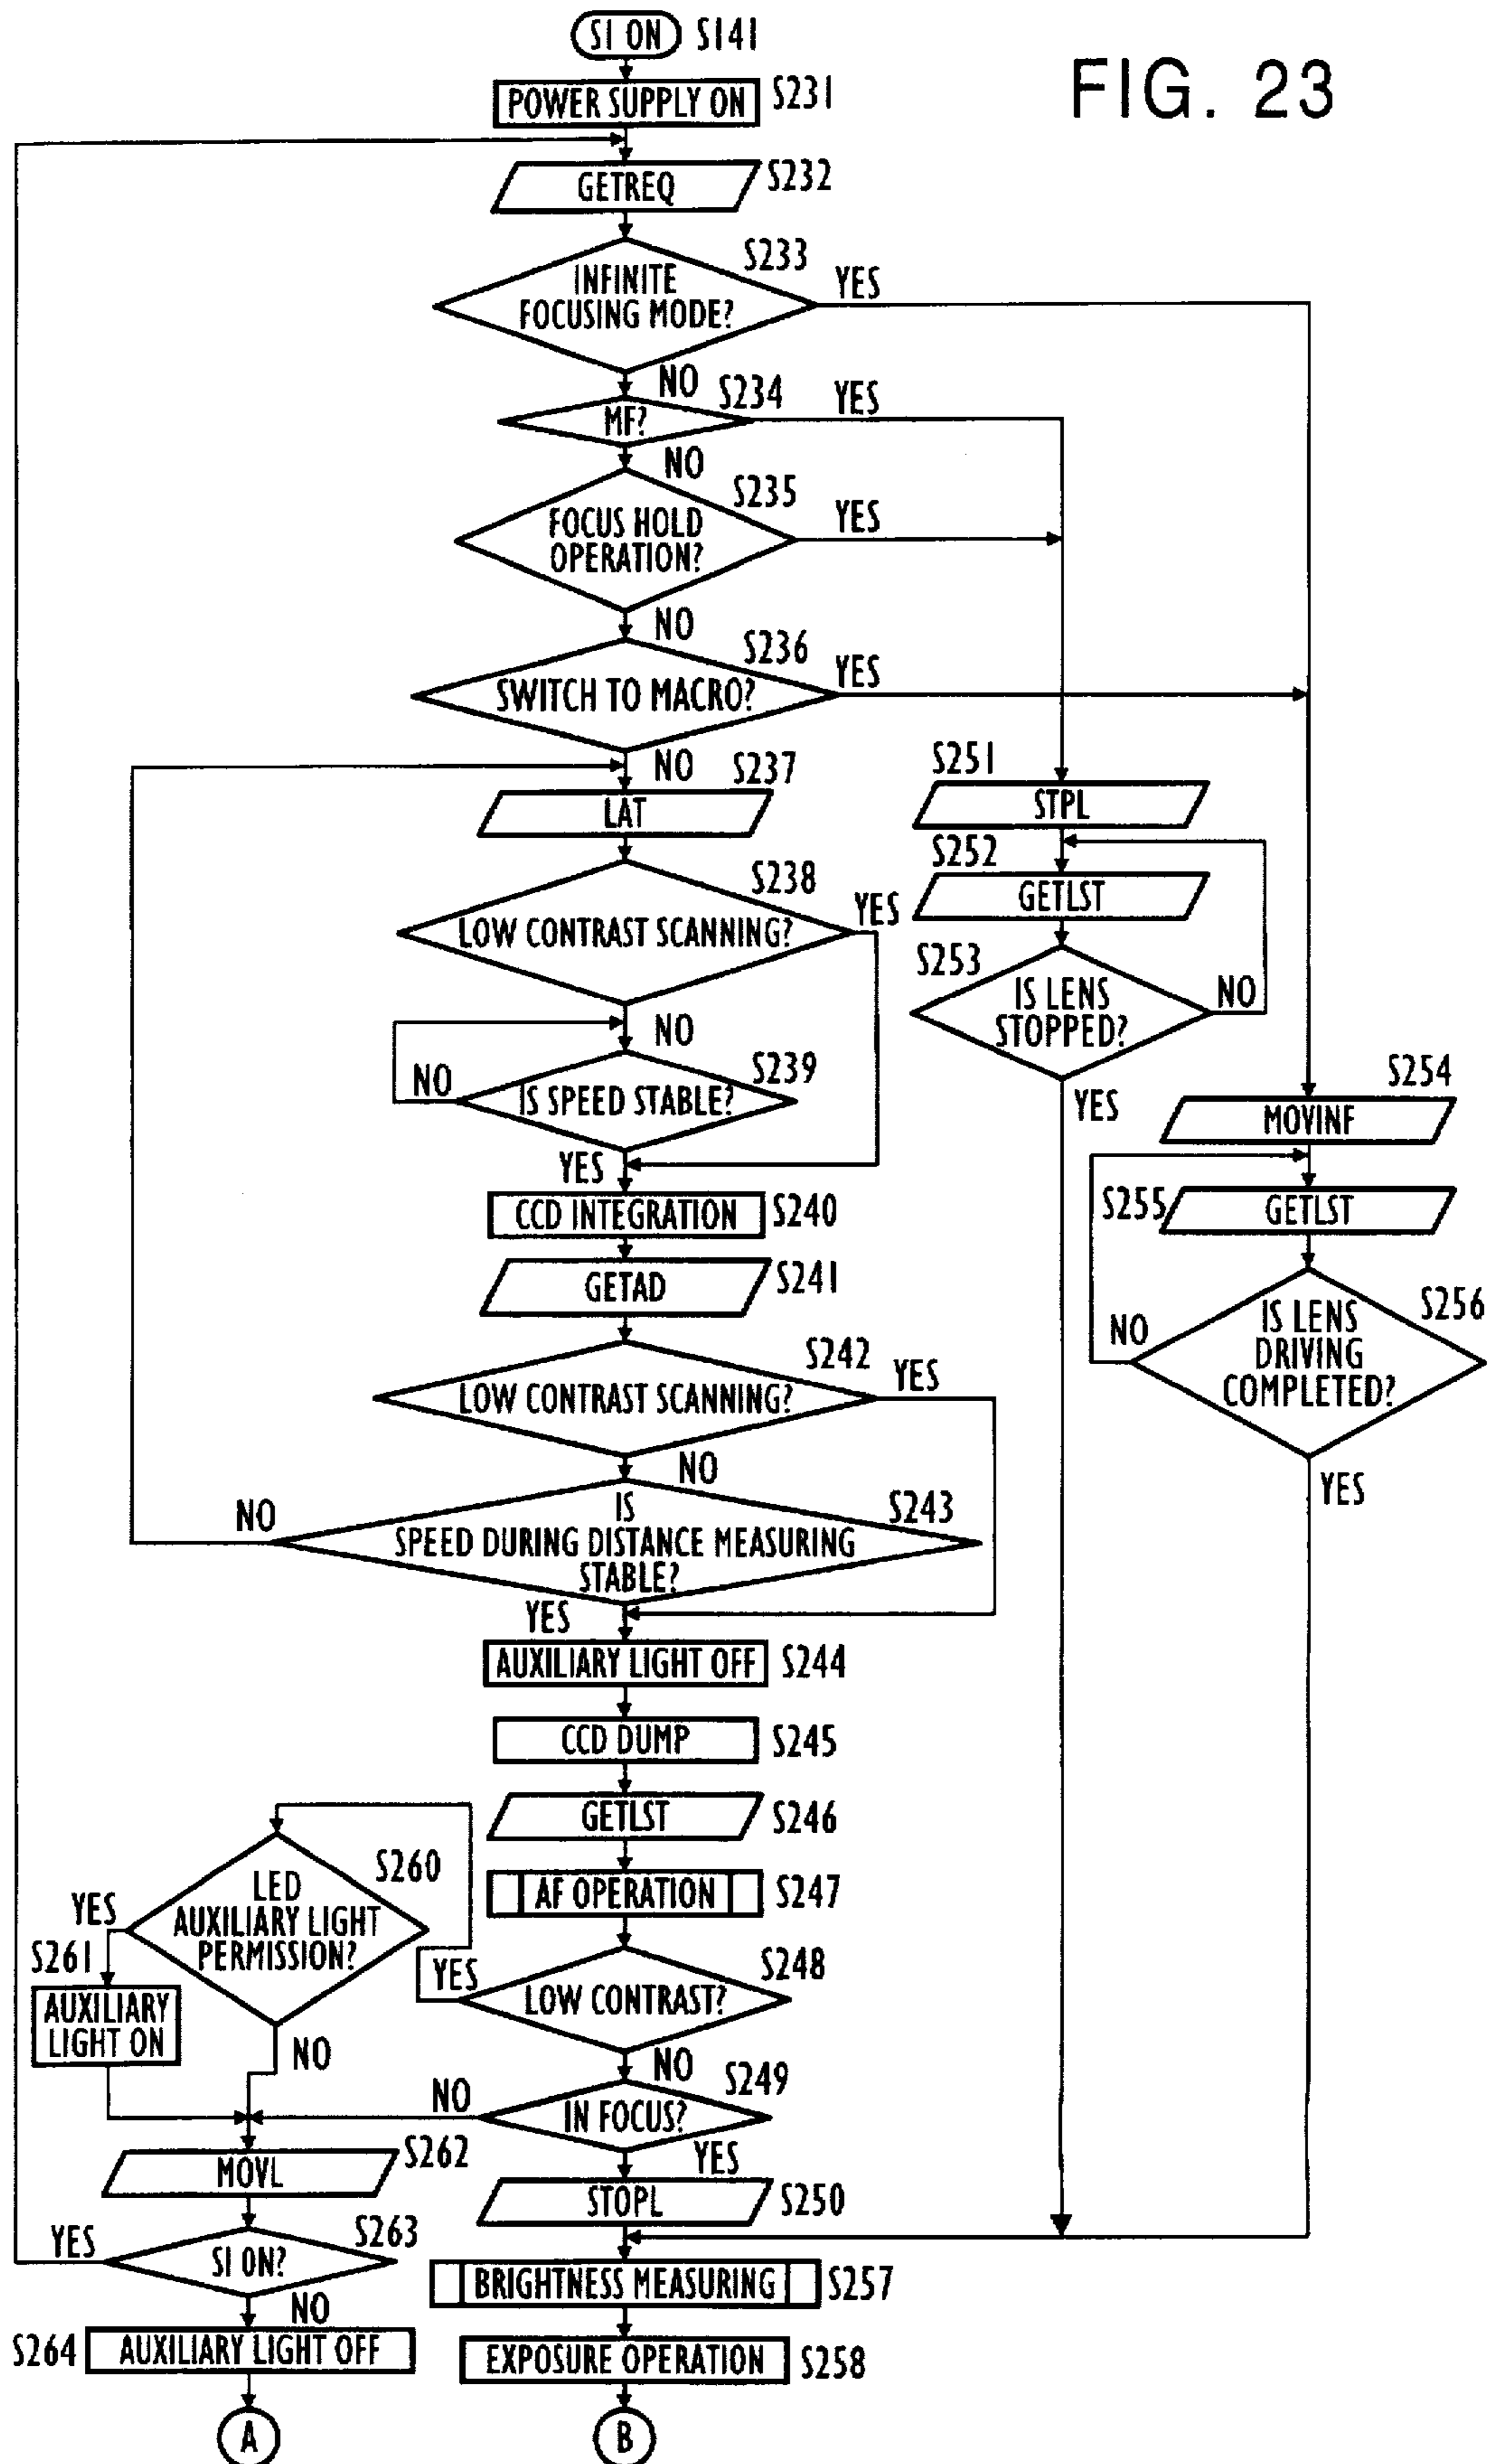 FIG. 23
S1 ON S141
POWER SUPPLY ON S231
GETREQ S232
S233
INFINITE
FOCUSING MODE?
YES
NO
S234
MF?
YES
NO
S235
FOCUS HOLD
OPERATION?
YES
NO
S236
SWITCH TO MACRO?
YES
NO
S237
LAT
S238
LOW CONTRAST SCANNING?
YES
NO
S239
IS SPEED STABLE?
NO
YES
CCD INTEGRATION S240
GETAD S241
S242
LOW CONTRAST SCANNING?
YES
NO
S243
IS
SPEED DURING DISTANCE MEASURING
STABLE?
NO
YES
AUXILIARY LIGHT OFF S244
CCD DUMP S245
GETLST S246
AF OPERATION S247
S248
LOW CONTRAST?
YES
NO
S249
IN FOCUS?
NO
YES
STOPL S250
S251
STPL
S252
GETLST
S253
IS LENS
STOPPED?
NO
YES
S254
MOVINF
S255
GETLST
S256
IS LENS
DRIVING
COMPLETED?
NO
YES
BRIGHTNESS MEASURING S257
EXPOSURE OPERATION S258
B
S260
LED
AUXILIARY LIGHT
PERMISSION?
YES
NO
S261
AUXILIARY
LIGHT ON
MOVL S262
S263
S1 ON?
YES
NO
S264 AUXILIARY LIGHT OFF
A